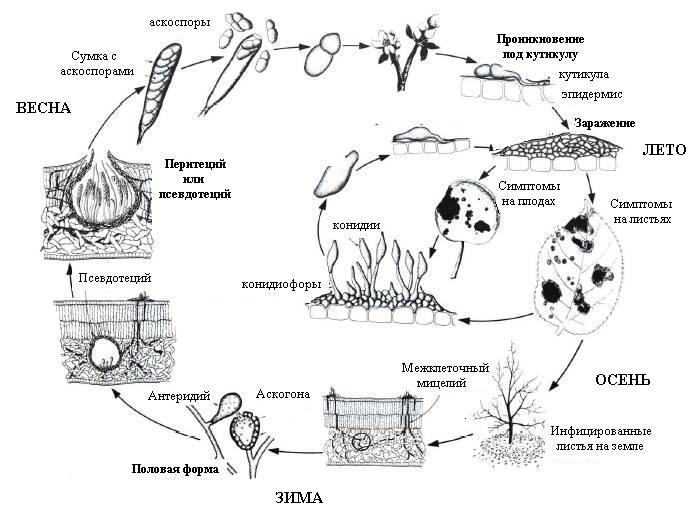 аскоспоры
Сумка с
аскоспорами
Проникновение
под кутикулу
кутикула
эпидермис
ВЕСНА
Заражение
ЛЕТО
Перитеций
или
псевдотеций
Симптомы
на плодах
Симптомы
на листьях
конидии
Псевдотеций
конидиофоры
Межклеточный
мицелий
ОСЕНЬ
Антеридий
Аскогона
Инфицированные
листья на земле
Половая форма
ЗИМА